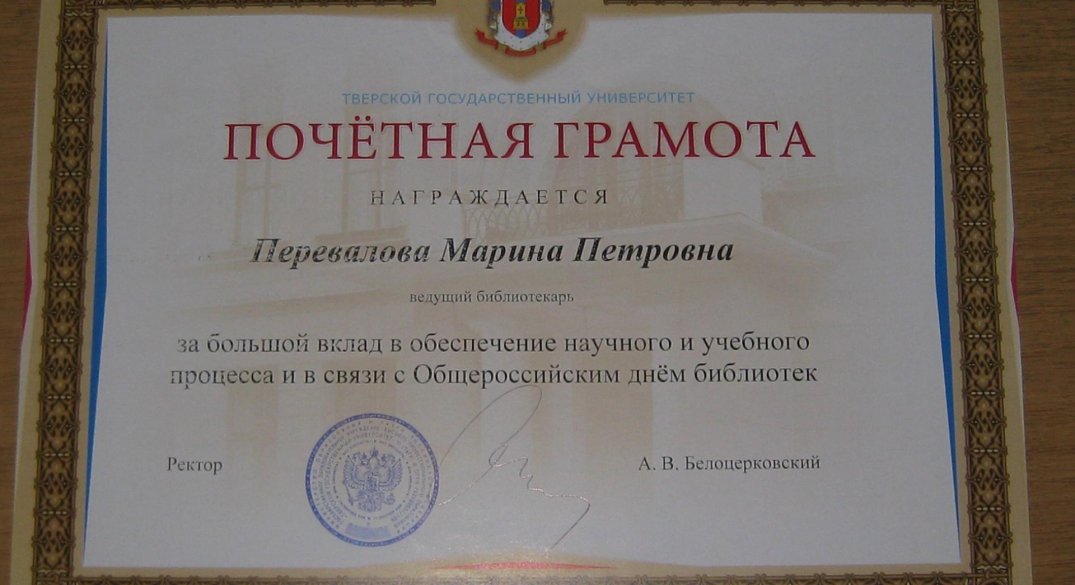 ТВЕРСКОЙ ГОСУДАРСТВЕННЫЙ УНИВЕРСИТЕТ
ПОЧЁТНАЯ ГРАМОТА
НАГРАЖДАЕТСЯ
Перевалова Марина Петровна
ведущий библиотекарь
за большой вклад в обеспечение научного и учебного
процесса и в связи с Общероссийским днём библиотек
Ректор
А. В. Белоцерковский